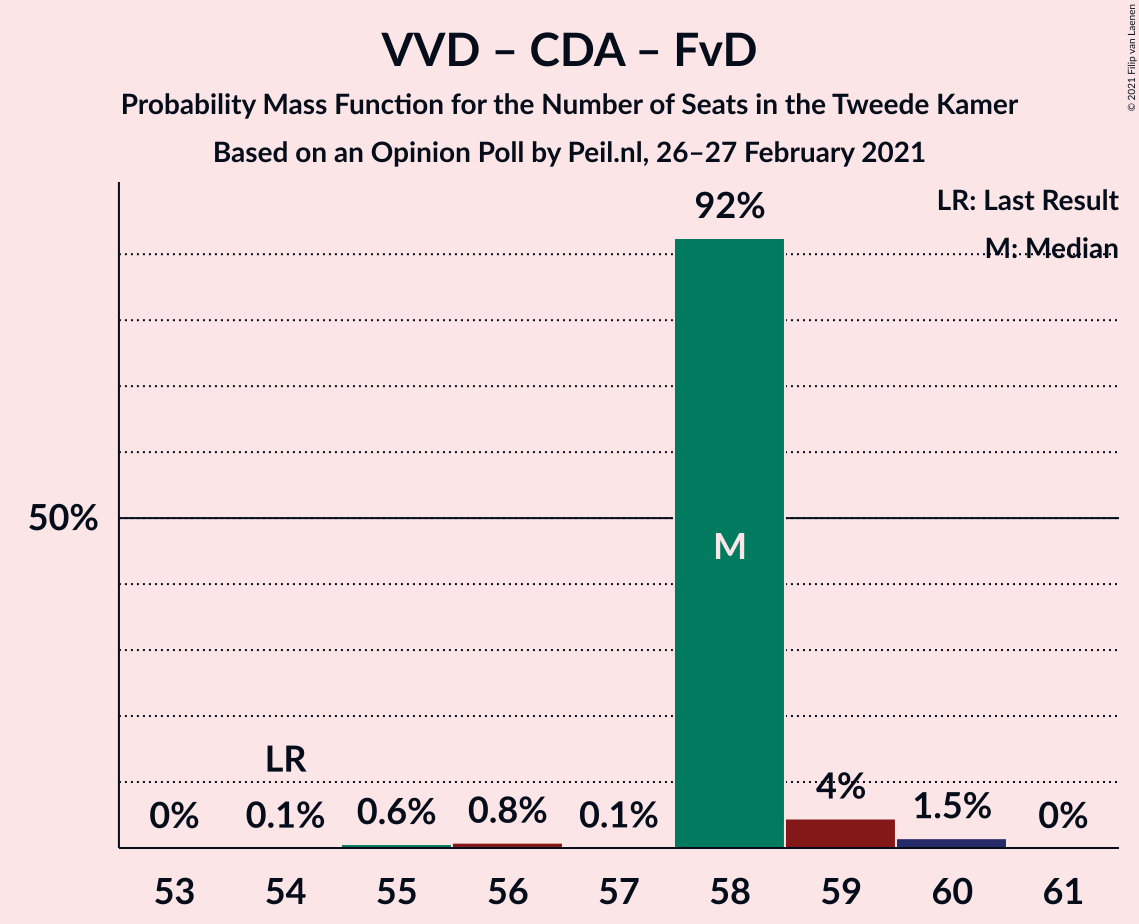 VVD – CDA – FvD
Probability Mass Function for the Number of Seats in the Tweede Kamer
Based on an Opinion Poll by Peil.nl, 26–27 February 2021
© 2021 Filip van Laenen
LR: Last Result
M: Median
92%
50%
M
LR
0% 0.1% 0.6% 0.8% 0.1% 4% 1.5% 0%
53 54 55 56 57 58 59 60 61